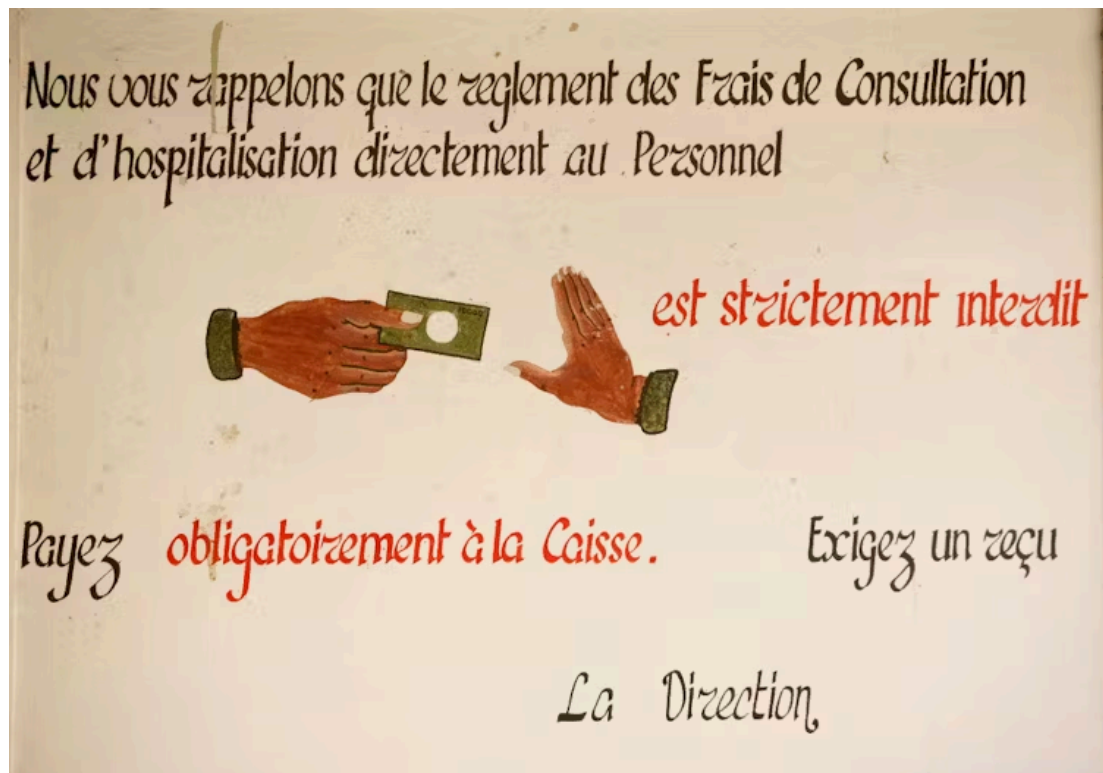 Nous vous rappelons que le reglement des Frais de Consultation
et d'hospitalisation directement au Personnel
est strictement interdit
Payez obligatoirement à la Caisse. Exigez un reçu
La Direction